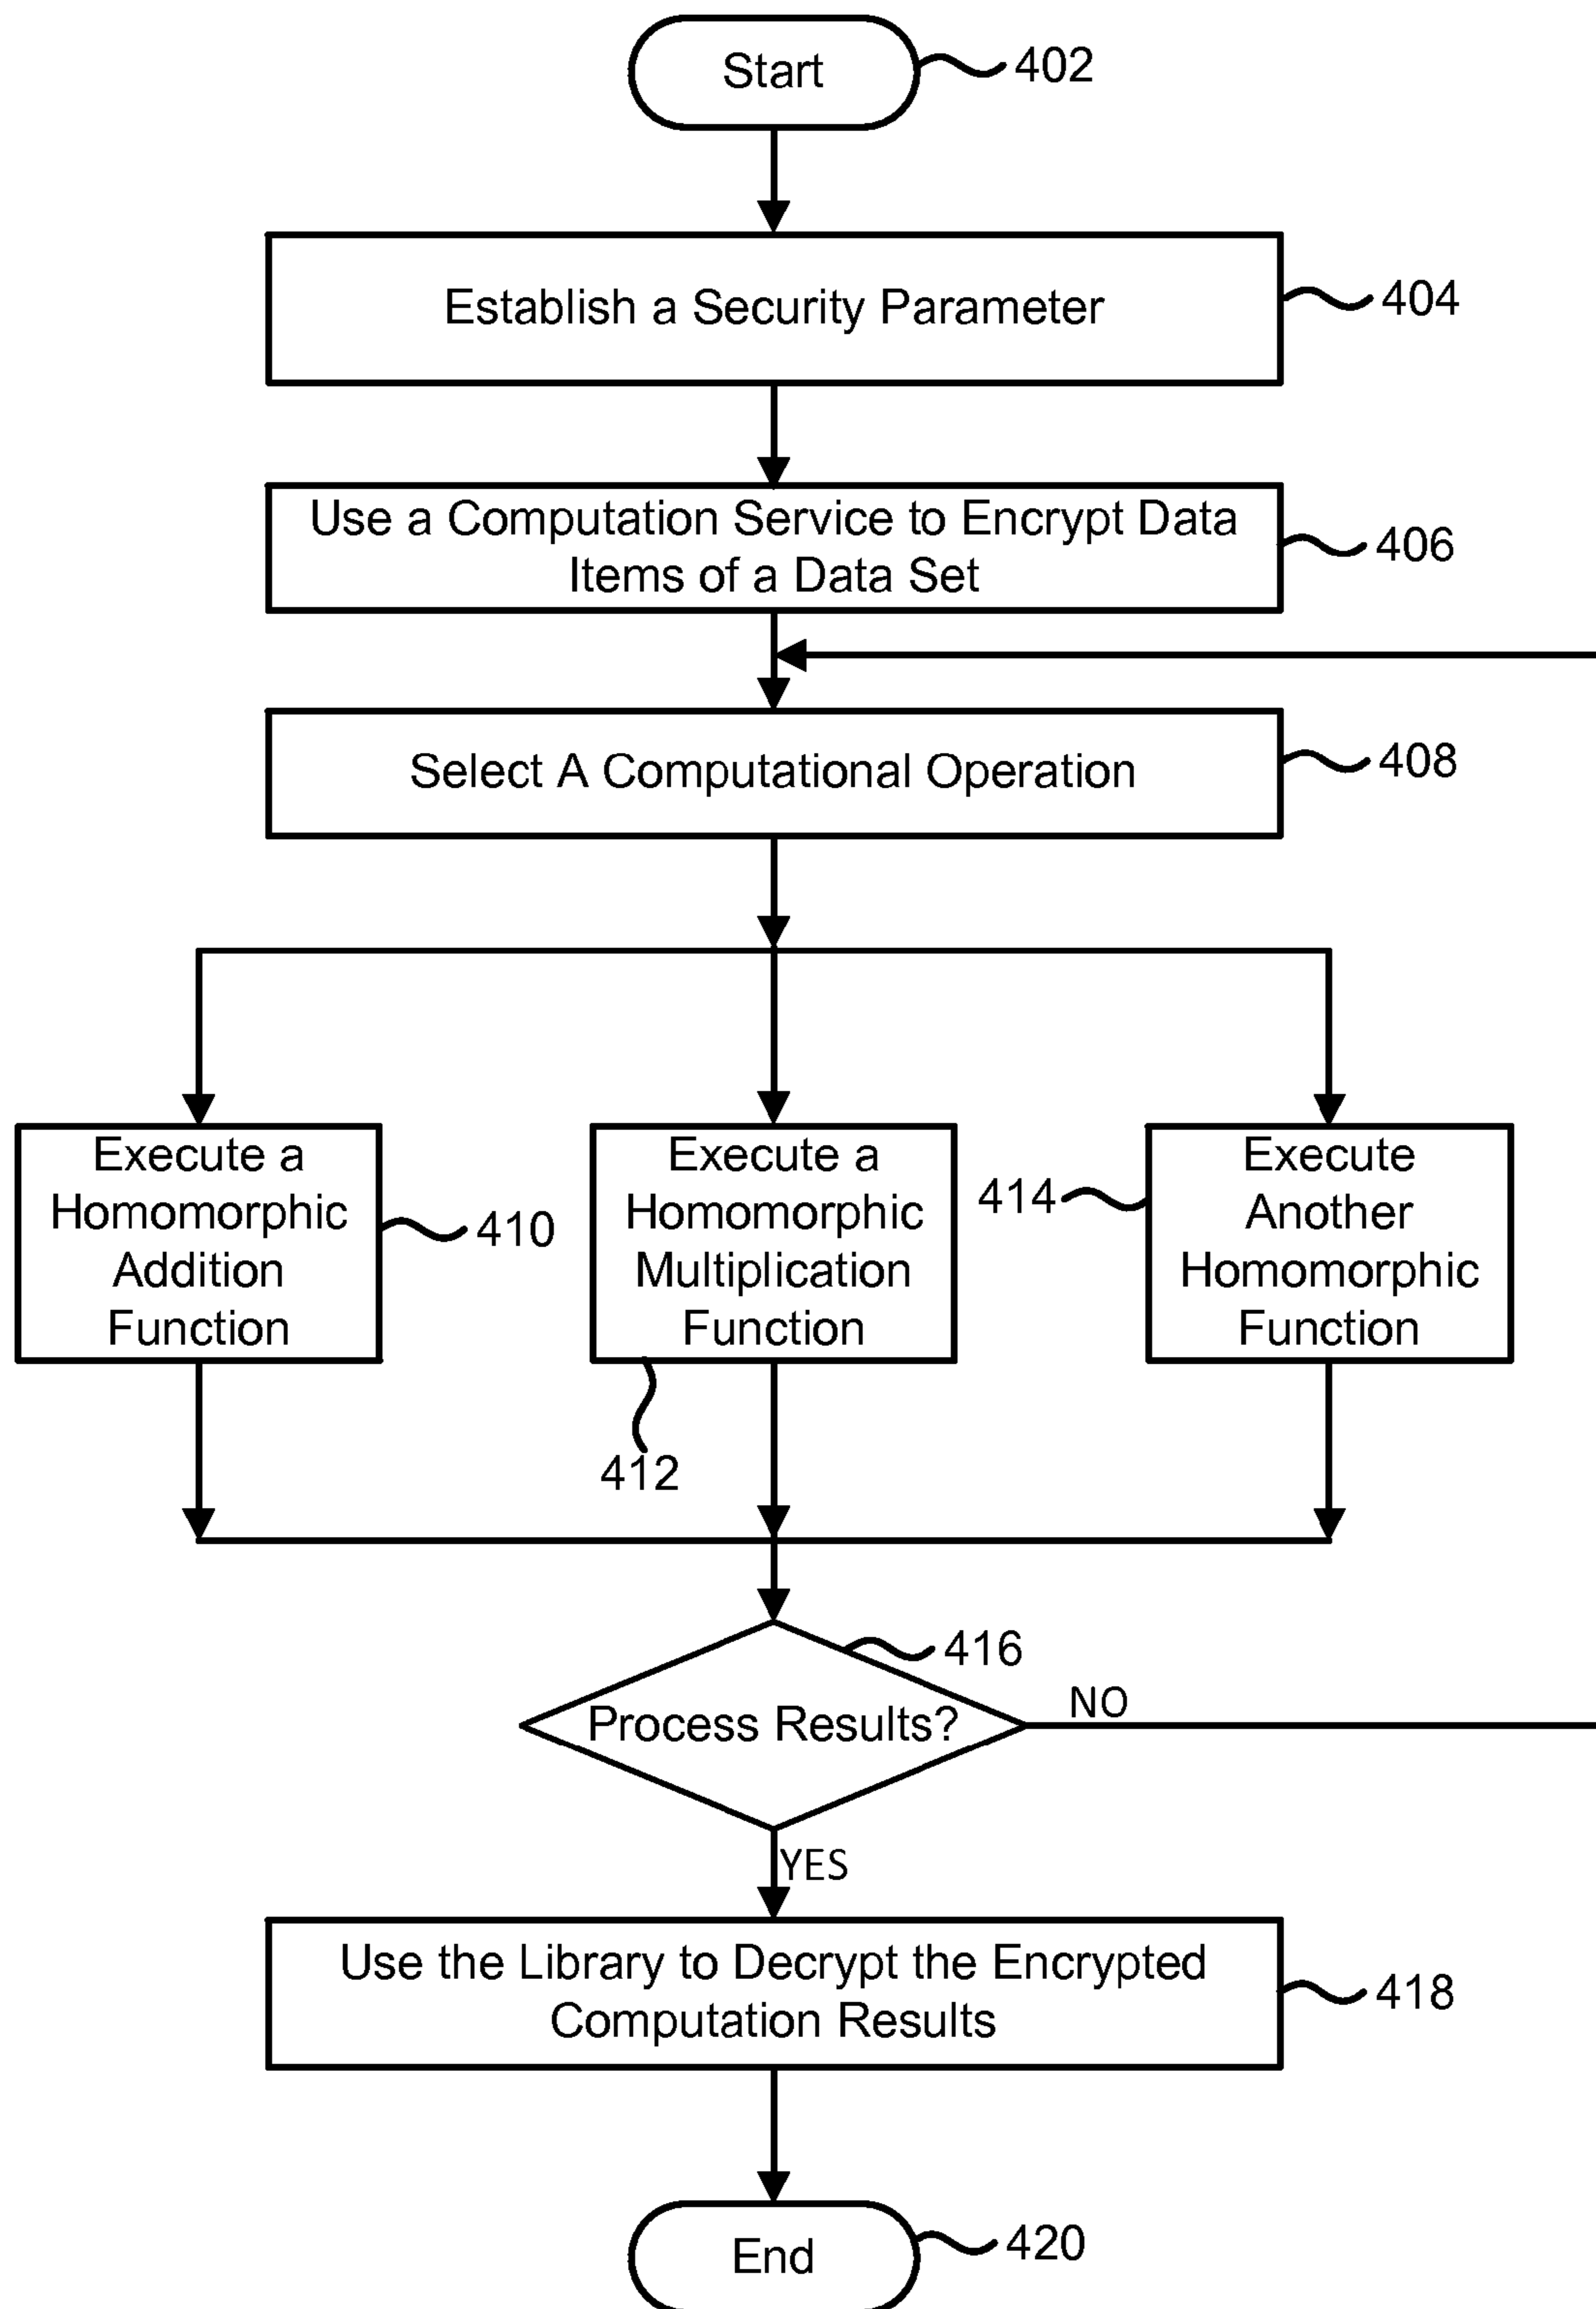 Start
402
Establish a Security Parameter
404
Use a Computation Service to Encrypt Data
Items of a Data Set
406
Select A Computational Operation
408
Execute a
Homomorphic
Addition
Function
410
Execute a
Homomorphic
Multiplication
Function
412
414
Execute
Another
Homomorphic
Function
416
Process Results?
NO
YES
Use the Library to Decrypt the Encrypted
Computation Results
418
End
420